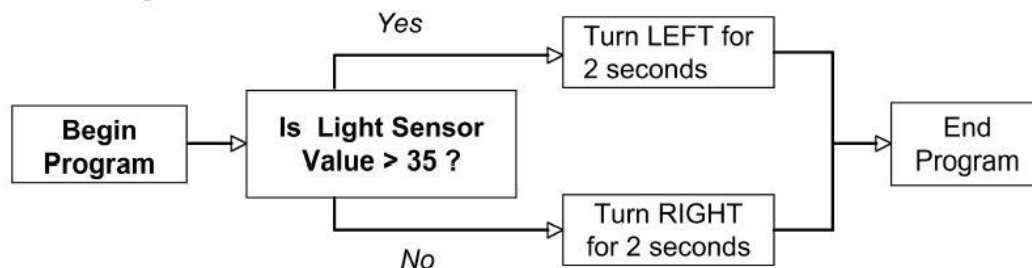 Yes
Turn LEFT for
2 seconds
Begin
Program
Is Light Sensor
Value > 35 ?
End
Program
Turn RIGHT
for 2 seconds
No